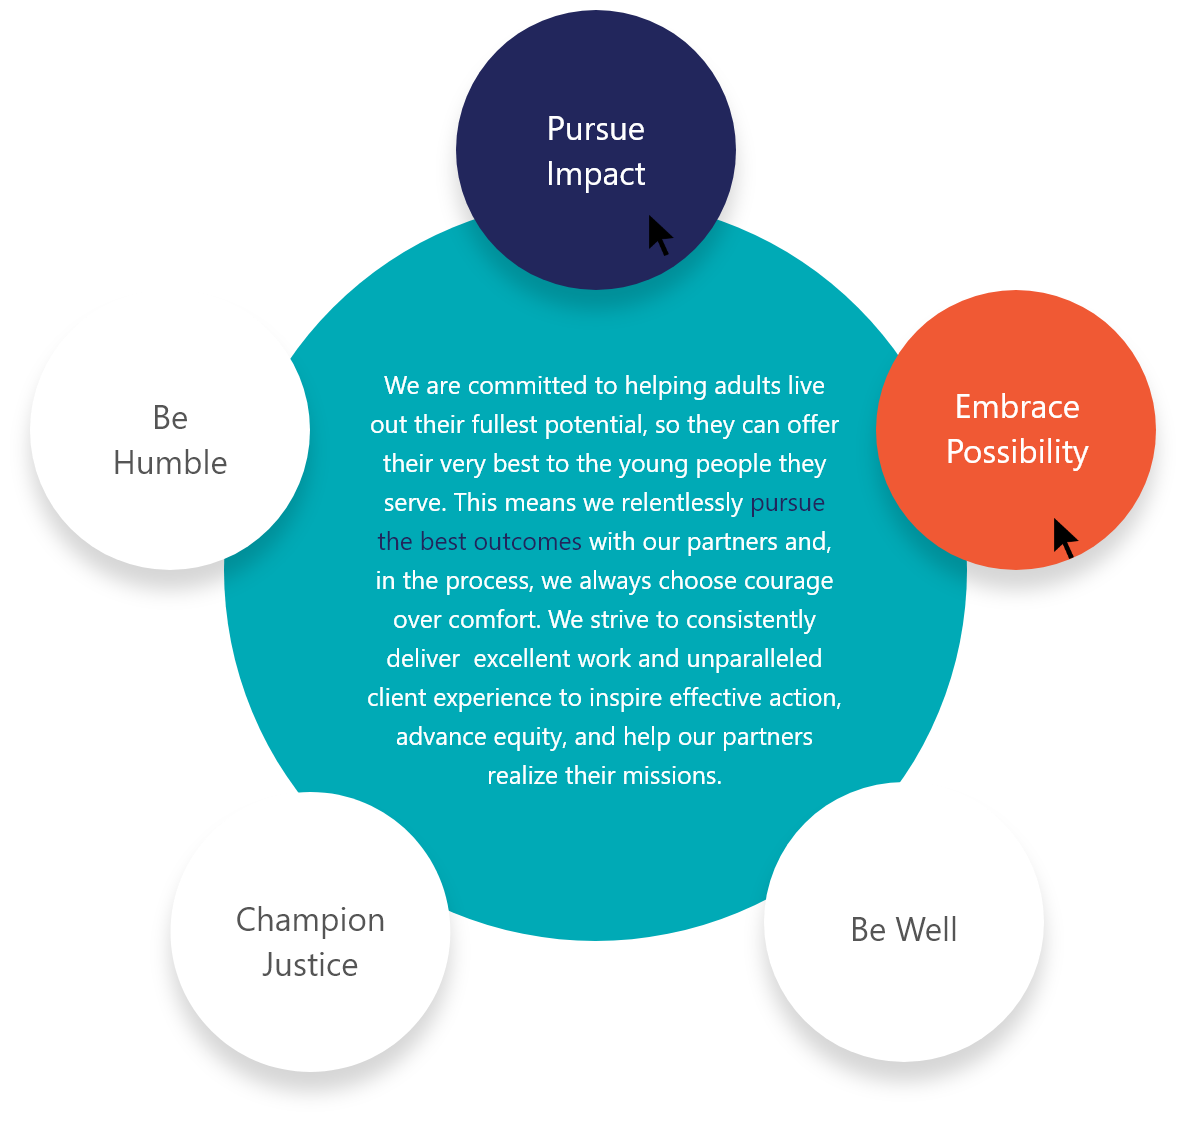 Pursue
Impact
Embrace
Possibility
Be
Humble
We are committed to helping adults live
out their fullest potential, so they can offer
their very best to the young people they
serve. This means we relentlessly pursue
the best outcomes with our partners and,
in the process, we always choose courage
over comfort. We strive to consistently
deliver  excellent work and unparalleled
client experience to inspire effective action,
advance equity, and help our partners
realize their missions.
Champion
Justice
Be Well